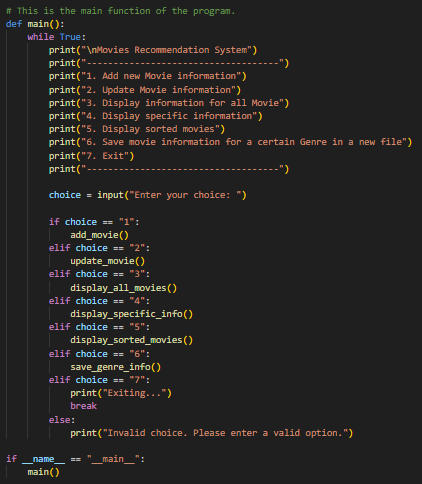 # This is the main function of the program.
def main():
    while True:
        print("\nMovies Recommendation System")
        print("------------------------------------")
        print("1. Add new Movie information")
        print("2. Update Movie information")
        print("3. Display information for all Movie")
        print("4. Display specific information")
        print("5. Display sorted movies")
        print("6. Save movie information for a certain Genre in a new file")
        print("7. Exit")
        print("------------------------------------")

        choice = input("Enter your choice: ")

        if choice == "1":
            add_movie()
        elif choice == "2":
            update_movie()
        elif choice == "3":
            display_all_movies()
        elif choice == "4":
            display_specific_info()
        elif choice == "5":
            display_sorted_movies()
        elif choice == "6":
            save_genre_info()
        elif choice == "7":
            print("Exiting...")
            break
        else:
            print("Invalid choice. Please enter a valid option.")

if __name__ == "__main__":
    main()